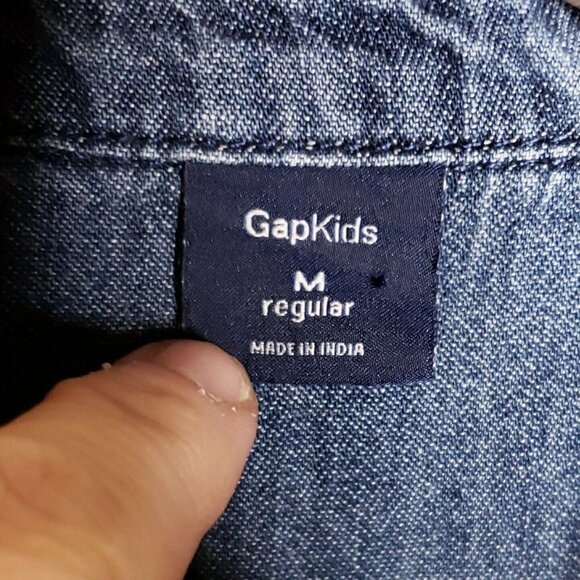 GapKids
M
regular
MADE IN INDIA